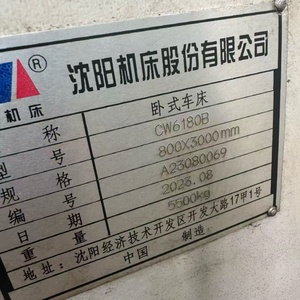 ® 沈阳机床股份有限公司
机床
称 卧式车床
型号 CW6180B
规格 800X3000mm
编号 A23080069
日期 2023.08
重量 5500kg
地址: 沈阳经济技术开发区开发大路17甲1号
中国 制造